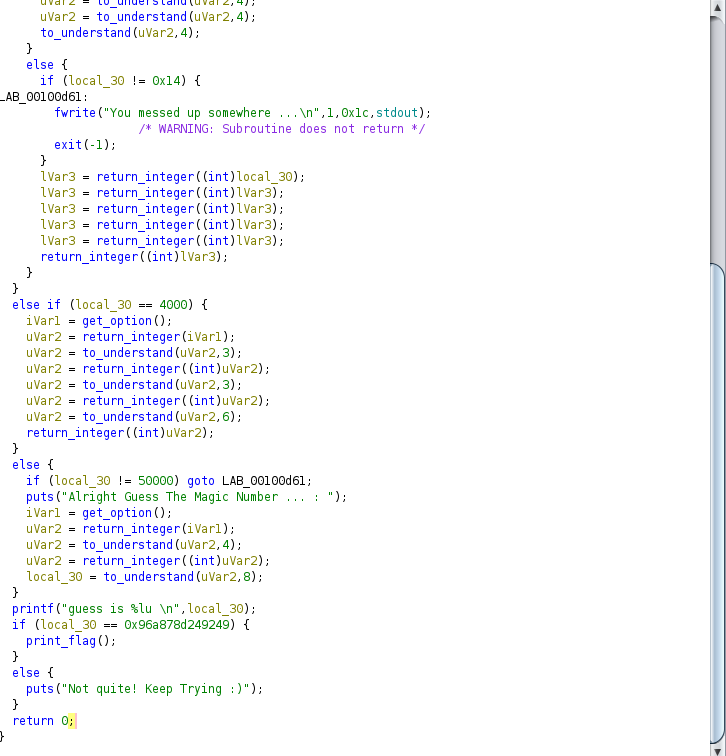 uVar2 = to_understand(uVar2,4);
uVar2 = to_understand(uVar2,4);
to_understand(uVar2,4);
}
else {
if (local_30 != 0x14) {
LAB_00100d61:
fwrite("You messed up somewhere ...\n",1,0x1c,stdout);
/* WARNING: Subroutine does not return */
exit(-1);
}
lVar3 = return_integer((int)local_30);
lVar3 = return_integer((int)lVar3);
lVar3 = return_integer((int)lVar3);
lVar3 = return_integer((int)lVar3);
lVar3 = return_integer((int)lVar3);
return_integer((int)lVar3);
}
}
else if (local_30 == 4000) {
iVar1 = get_option();
uVar2 = return_integer(iVar1);
uVar2 = to_understand(uVar2,3);
uVar2 = return_integer((int)uVar2);
uVar2 = to_understand(uVar2,3);
uVar2 = return_integer((int)uVar2);
uVar2 = to_understand(uVar2,6);
return_integer((int)uVar2);
}
else {
if (local_30 != 50000) goto LAB_00100d61;
puts("Alright Guess The Magic Number ... : ");
iVar1 = get_option();
uVar2 = return_integer(iVar1);
uVar2 = to_understand(uVar2,4);
uVar2 = return_integer((int)uVar2);
local_30 = to_understand(uVar2,8);
}
printf("guess is %lu \n",local_30);
if (local_30 == 0x96a878d249249) {
print_flag();
}
else {
puts("Not quite! Keep Trying :)");
}
return 0;
}